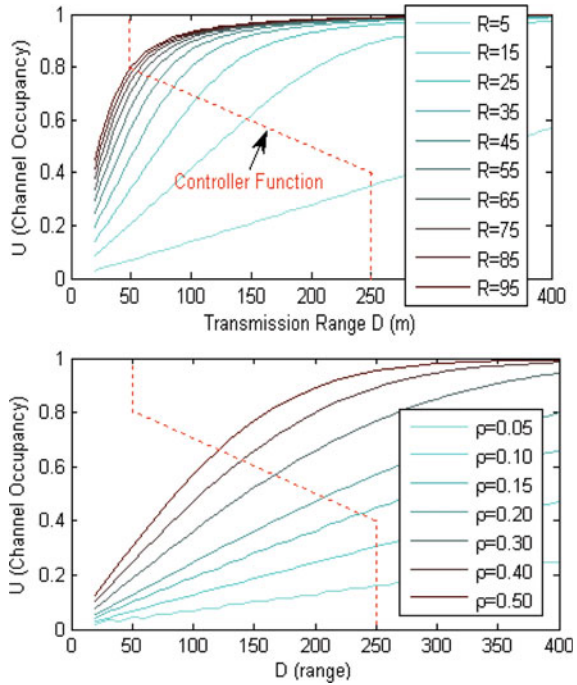 1
0.8
0.6
0.4
0.2
0
U (Channel Occupancy)
Controller Function
0 50 100 150 200 250 400
Transmission Range D (m)
R=5
R=15
R=25
R=35
R=45
R=55
R=65
R=75
R=85
R=95
1
0.8
0.6
0.4
0.2
0
U (Channel Occupancy)
0 50 100 150 200 250 300 350 400
D (range)
ρ=0.05
ρ=0.10
ρ=0.15
ρ=0.20
ρ=0.30
ρ=0.40
ρ=0.50